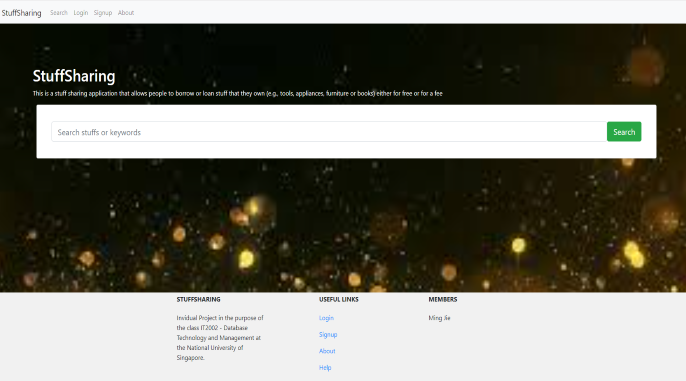 StuffSharing Search Login Signup About
StuffSharing
This is a stuff sharing application that allows people to borrow or loan stuff that they own (e.g., tools, appliances, furniture or books) either for free or for a fee
Search stuffs or keywords Search
STUFFSHARING
Invidual Project in the purpose of
the class IT2002 - Database
Technology and Management at
the National University of
Singapore.
USEFUL LINKS
Login
Signup
About
Help
MEMBERS
Ming Jie